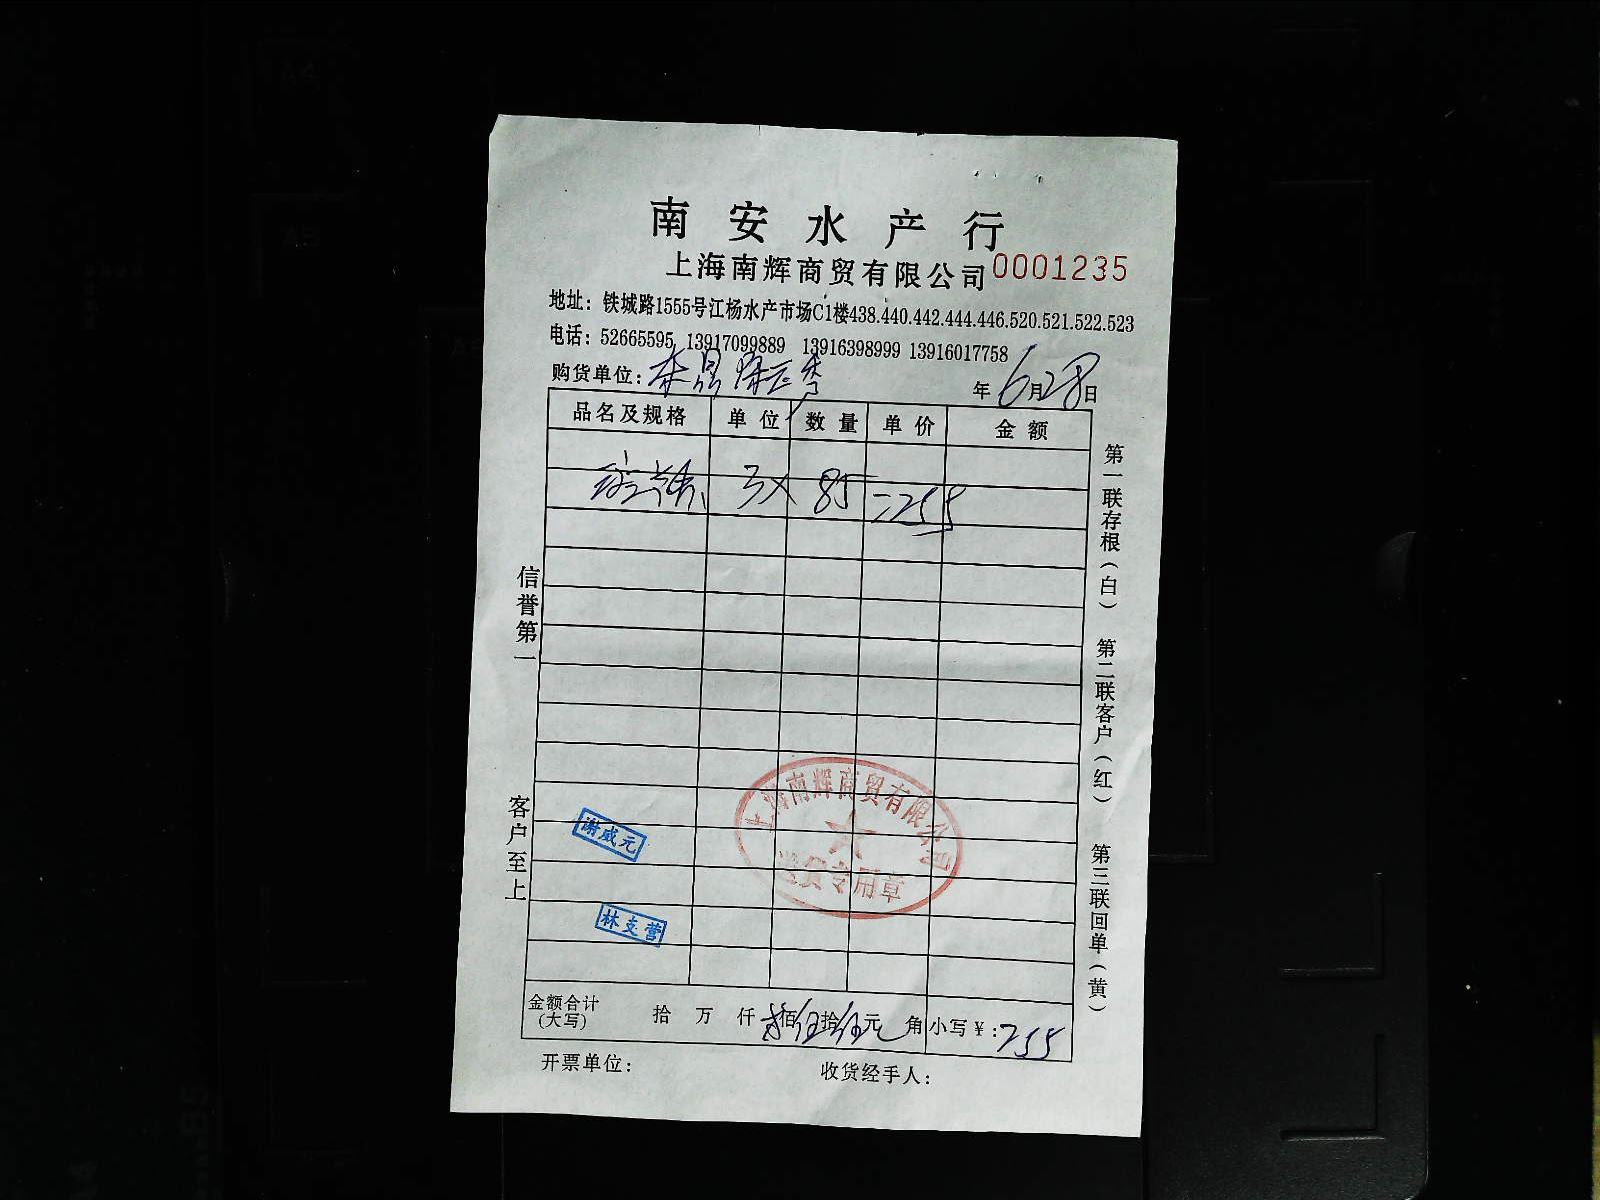 南安水产行
上海南辉商贸有限公司 0001235
地址：铁城路1555号江杨水产市场C1楼438.440.442.444.446.520.521.522.523
电话：52665595 13917099889 13916398999 13916017758
购货单位： 年6月28日
品名及规格 单位 数量 单价 金额
3× 85 =255
信誉第一 客户至上
第一联存根（白） 第二联客户（红） 第三联回单（黄）
上海南辉商贸有限公司
货专用章
谢成元
林支营
金额合计（大写） 拾 万 仟 贰佰伍拾伍元 角 小写￥：255
开票单位： 收货经手人：